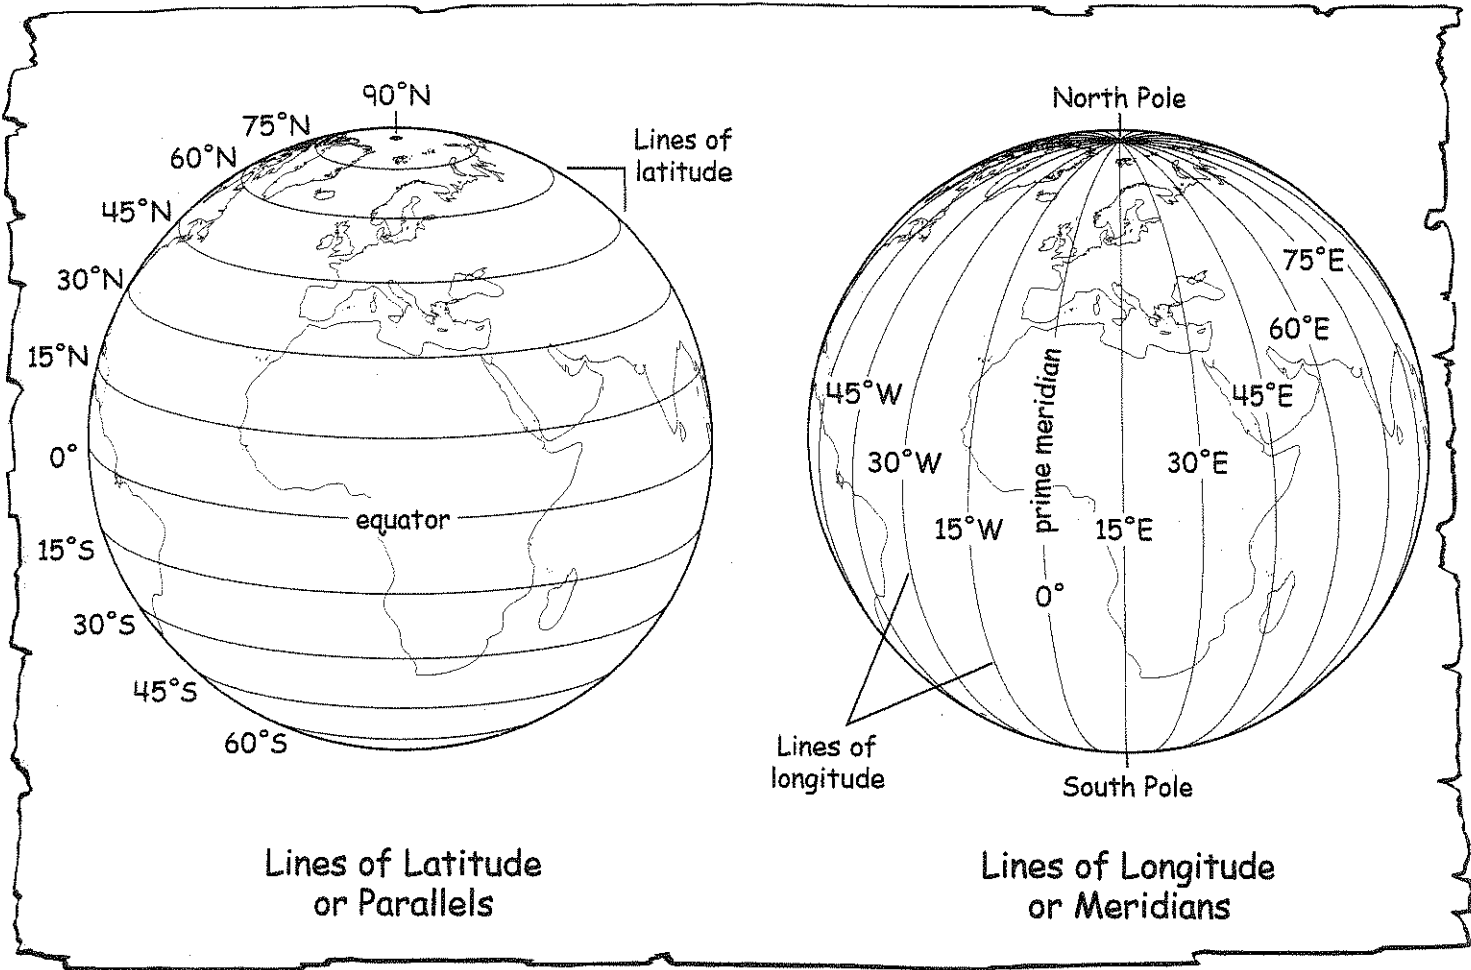 90°N
75°N
60°N
45°N
30°N
15°N
0°
15°S
30°S
45°S
60°S
Lines of
latitude
equator
Lines of Latitude
or Parallels
North Pole
75°E
60°E
45°W
45°E
30°W
30°E
15°W
15°E
prime meridian
0°
Lines of
longitude
South Pole
Lines of Longitude
or Meridians